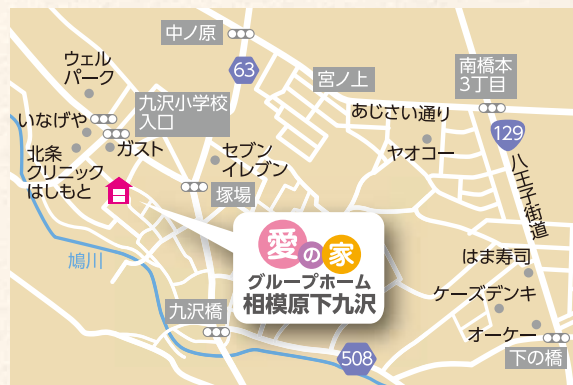 中ノ原
63
ウェル
パーク
宮ノ上
南橋本
3丁目
九沢小学校
入口
いなげや
ガスト
あじさい通り
129
北条
クリニック
はしもと
セブン
イレブン
ヤオコー
八王子街道
塚場
愛の家
グループホーム
相模原下九沢
鳩川
はま寿司
ケーズデンキ
九沢橋
オーケー
508
下の橋